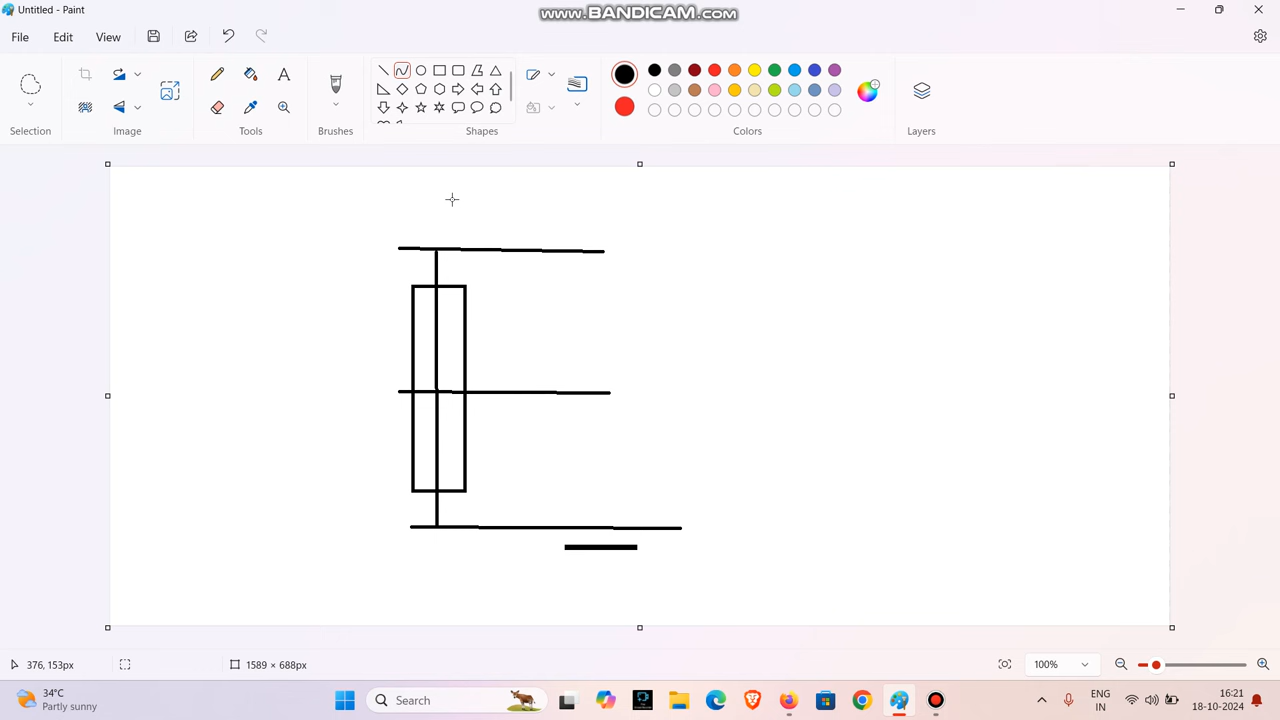 Untitled - Paint
www.BANDICAM.com
File Edit View
Selection Image Tools Brushes Shapes Colors Layers
376, 153px
1589 × 688px
100%
34°C
Partly sunny
Search
ENG
IN
16:21
18-10-2024